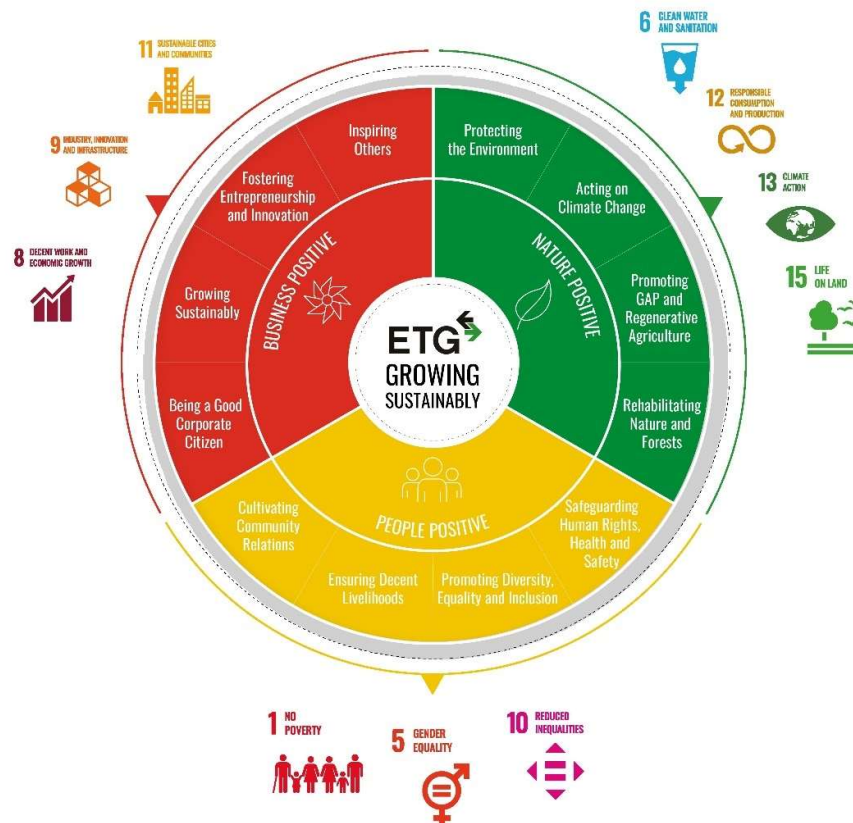 11 SUSTAINABLE CITIES
AND COMMUNITIES
9 INDUSTRY, INNOVATION
AND INFRASTRUCTURE
8 DECENT WORK AND
ECONOMIC GROWTH
6 CLEAN WATER
AND SANITATION
12 RESPONSIBLE
CONSUMPTION
AND PRODUCTION
13 CLIMATE
ACTION
15 LIFE
ON LAND
Inspiring
Others
Fostering
Entrepreneurship
and Innovation
Growing
Sustainably
Being a Good
Corporate
Citizen
BUSINESS POSITIVE
Protecting
the Environment
Acting on
Climate Change
Promoting
GAP and
Regenerative
Agriculture
Rehabilitating
Nature and
Forests
NATURE POSITIVE
ETG
GROWING
SUSTAINABLY
PEOPLE POSITIVE
Cultivating
Community
Relations
Ensuring Decent
Livelihoods
Promoting Diversity,
Equality and Inclusion
Safeguarding
Human Rights,
Health and
Safety
1 NO
POVERTY
5 GENDER
EQUALITY
10 REDUCED
INEQUALITIES